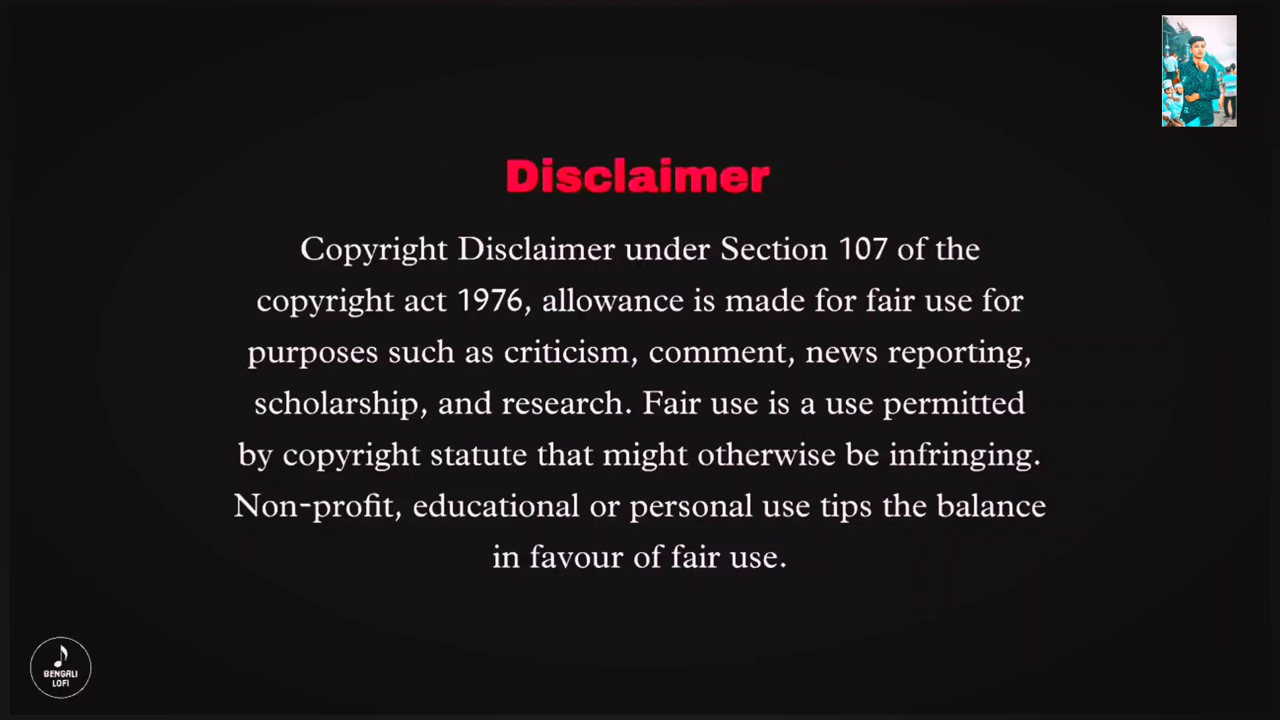 Disclaimer
Copyright Disclaimer under Section 107 of the
copyright act 1976, allowance is made for fair use for
purposes such as criticism, comment, news reporting,
scholarship, and research. Fair use is a use permitted
by copyright statute that might otherwise be infringing.
Non-profit, educational or personal use tips the balance
in favour of fair use.
BENGALI
LOFI